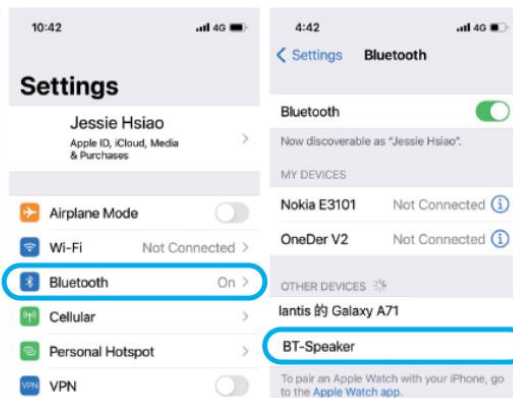 10:42
4G
Settings
Jessie Hsiao
Apple ID, iCloud, Media
& Purchases
Airplane Mode
Wi-Fi Not Connected
Bluetooth On
Cellular
Personal Hotspot
VPN VPN
4:42
4G
Settings Bluetooth
Bluetooth
Now discoverable as "Jessie Hsiao".
MY DEVICES
Nokia E3101 Not Connected i
OneDer V2 Not Connected i
OTHER DEVICES
lantis 的 Galaxy A71
BT-Speaker
To pair an Apple Watch with your iPhone, go
to the Apple Watch app.